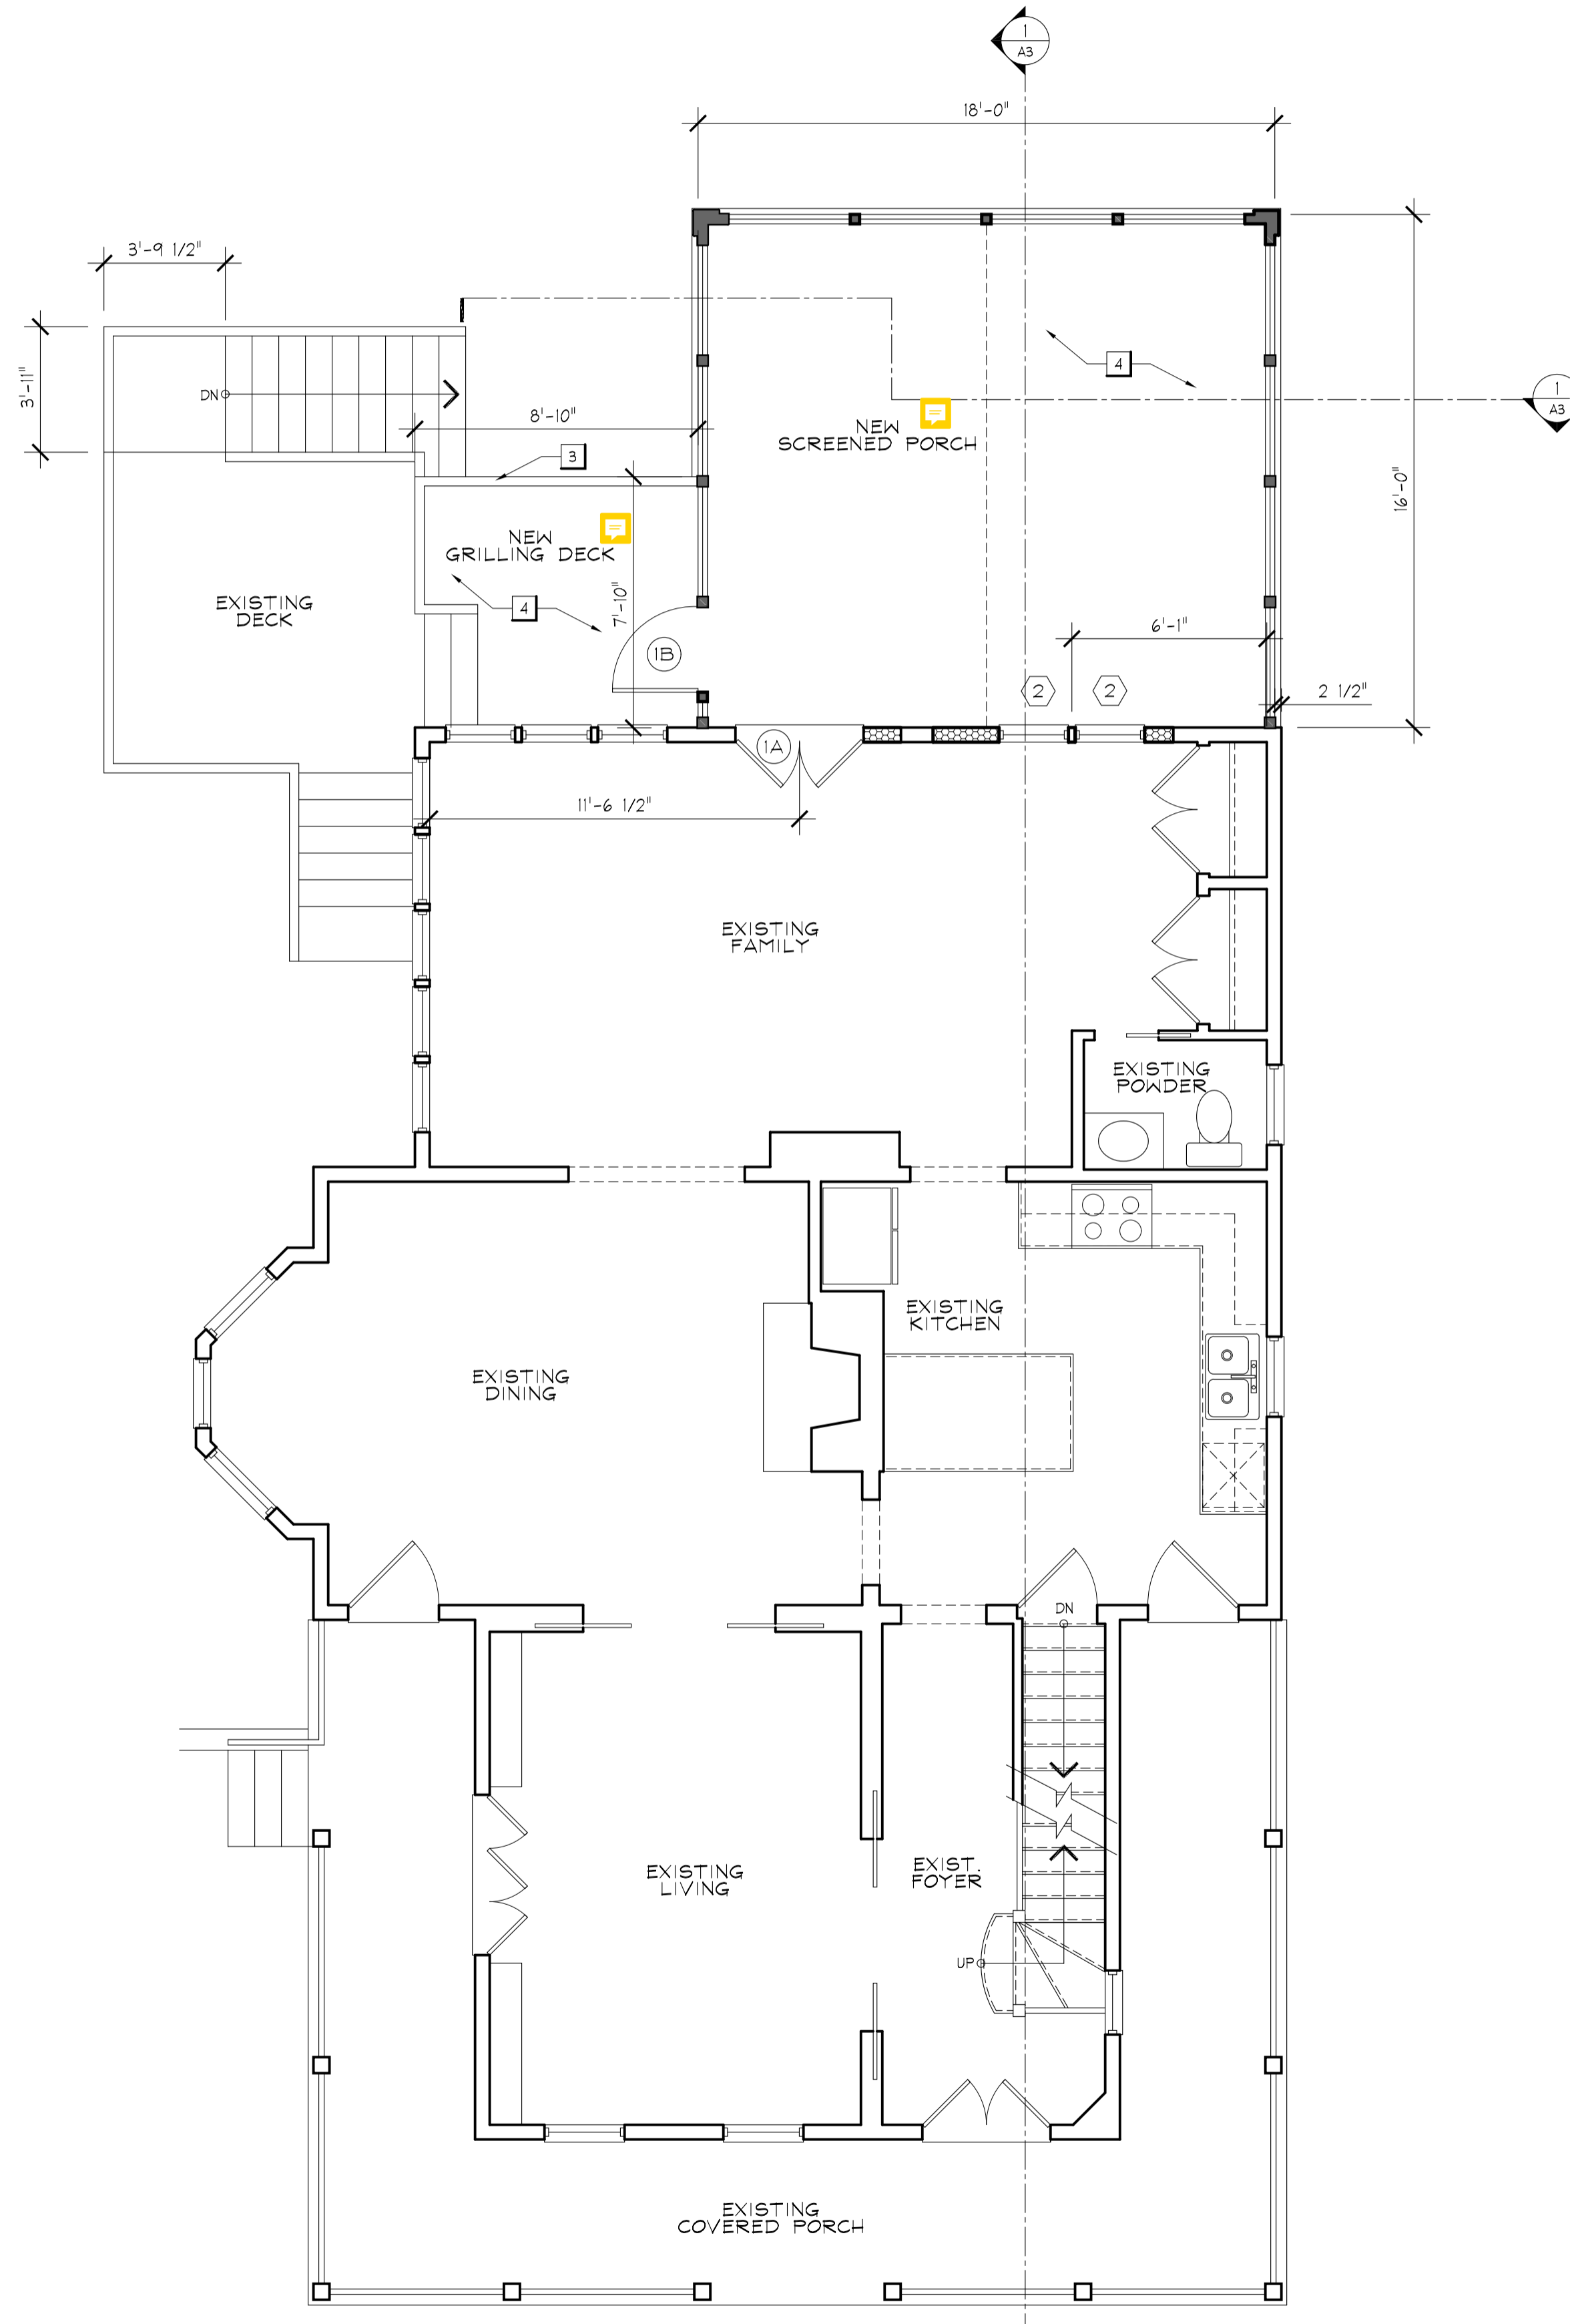 1
A3
18'-0"
3'-9 1/2"
3'-11"
DN
8'-10"
3
4
NEW
SCREENED PORCH
1
A3
16'-0"
NEW
GRILLING DECK
4
7'-10"
EXISTING
DECK
1B
6'-1"
2
2
2 1/2"
1A
11'-6 1/2"
EXISTING
FAMILY
EXISTING
POWDER
EXISTING
KITCHEN
EXISTING
DINING
DN
EXISTING
LIVING
EXIST.
FOYER
UP
EXISTING
COVERED PORCH